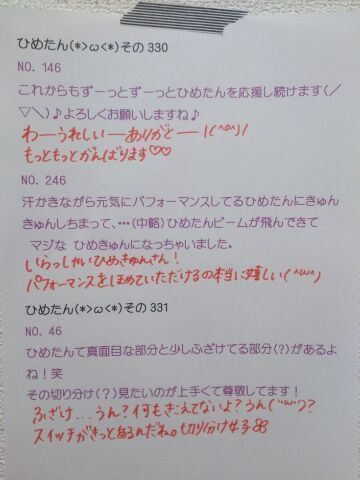 ひめたん(*>ω<*)その330
NO. 146
これからもずーっとずーっとひめたんを応援し続けます(／
▽＼)♪よろしくお願いしますね♪
わーうれしいーありがとー!(^o^)/
もっともっとがんばります♡♡
NO. 246
汗かきながら元気にパフォーマンスしてるひめたんにきゅん
きゅんしちまって、…(中略)ひめたんビームが飛んできて
マジな ひめきゅんになっちゃいました。
いらっしゃいひめきゅんさん!
パフォーマンスをほめていただけるの本当に嬉しい(^ω^)
ひめたん(*>ω<*)その331
NO. 46
ひめたんて真面目な部分と少しふざけてる部分(?)があるよ
ね！笑
その切り分け(？)見たいのが上手くて尊敬してます！
ふざけ...うん?何もきこえてないよ?うん(˘ω˘)?
スイッチがきっとあるんだね。切り分け上手